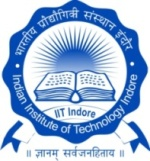 भारतीय प्रौद्योगिकी संस्थान इंदौर
Indian Institute of Technology Indore
IIT Indore
॥ ज्ञानम् सर्वजनहिताय ॥